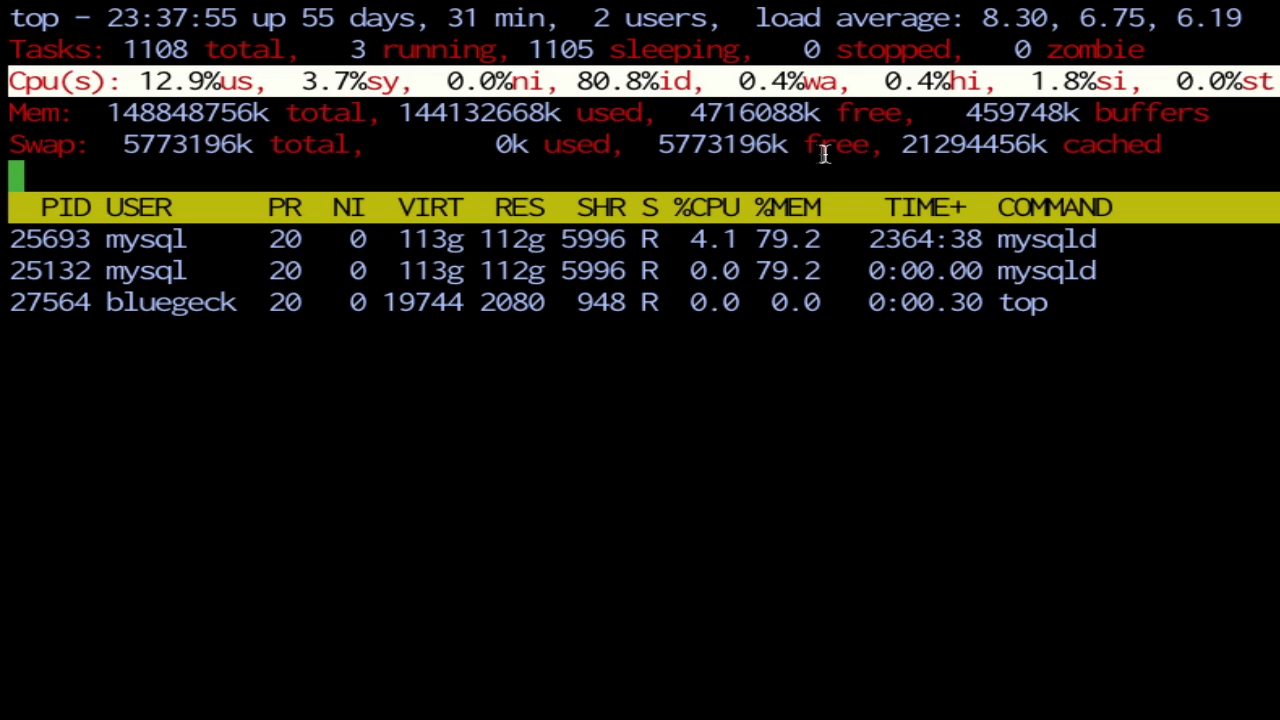 top - 23:37:55 up 55 days, 31 min, 2 users, load average: 8.30, 6.75, 6.19
Tasks: 1108 total, 3 running, 1105 sleeping, 0 stopped, 0 zombie
Cpu(s): 12.9%us, 3.7%sy, 0.0%ni, 80.8%id, 0.4%wa, 0.4%hi, 1.8%si, 0.0%st
Mem: 148848756k total, 144132668k used, 4716088k free, 459748k buffers
Swap: 5773196k total, 0k used, 5773196k free, 21294456k cached
PID USER PR NI VIRT RES SHR S %CPU %MEM TIME+ COMMAND
25693 mysql 20 0 113g 112g 5996 R 4.1 79.2 2364:38 mysqld
25132 mysql 20 0 113g 112g 5996 R 0.0 79.2 0:00.00 mysqld
27564 bluegeck 20 0 19744 2080 948 R 0.0 0.0 0:00.30 top